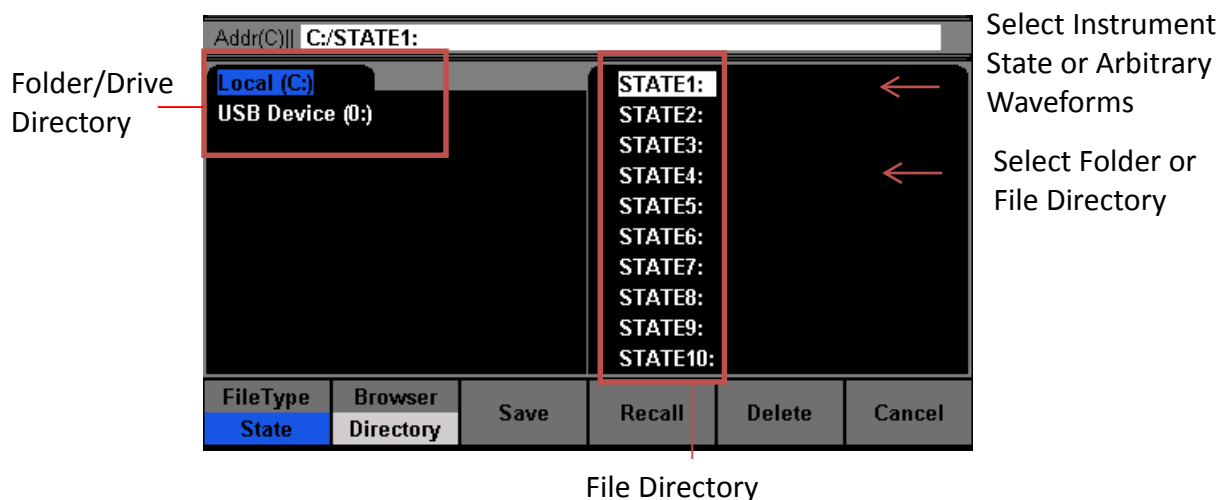 Addr(C)|| C:/STATE1:
Folder/Drive
Directory
Local (C:)
USB Device (0:)
STATE1:
STATE2:
STATE3:
STATE4:
STATE5:
STATE6:
STATE7:
STATE8:
STATE9:
STATE10:
Select Instrument
State or Arbitrary
Waveforms
Select Folder or
File Directory
FileType
State
Browser
Directory
Save
Recall
Delete
Cancel
File Directory